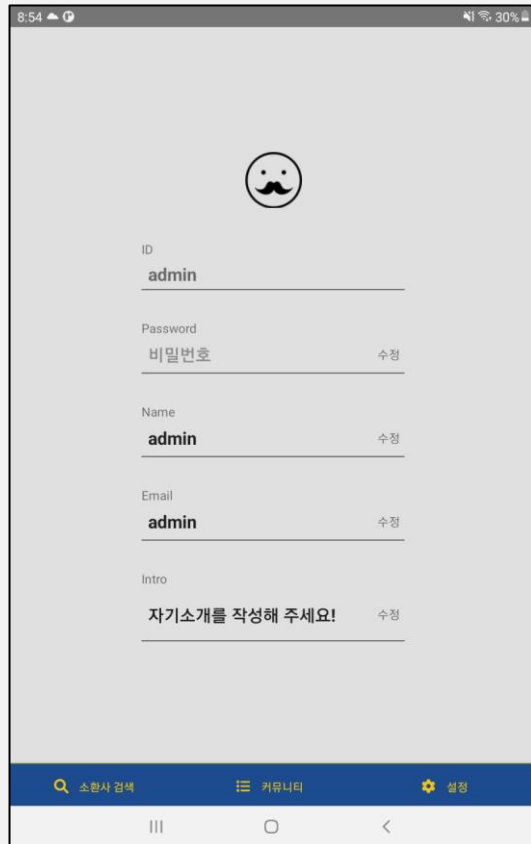 8:54 30%
ID
admin
Password
비밀번호 수정
Name
admin 수정
Email
admin 수정
Intro
자기소개를 작성해 주세요! 수정
소환사 검색 커뮤니티 설정